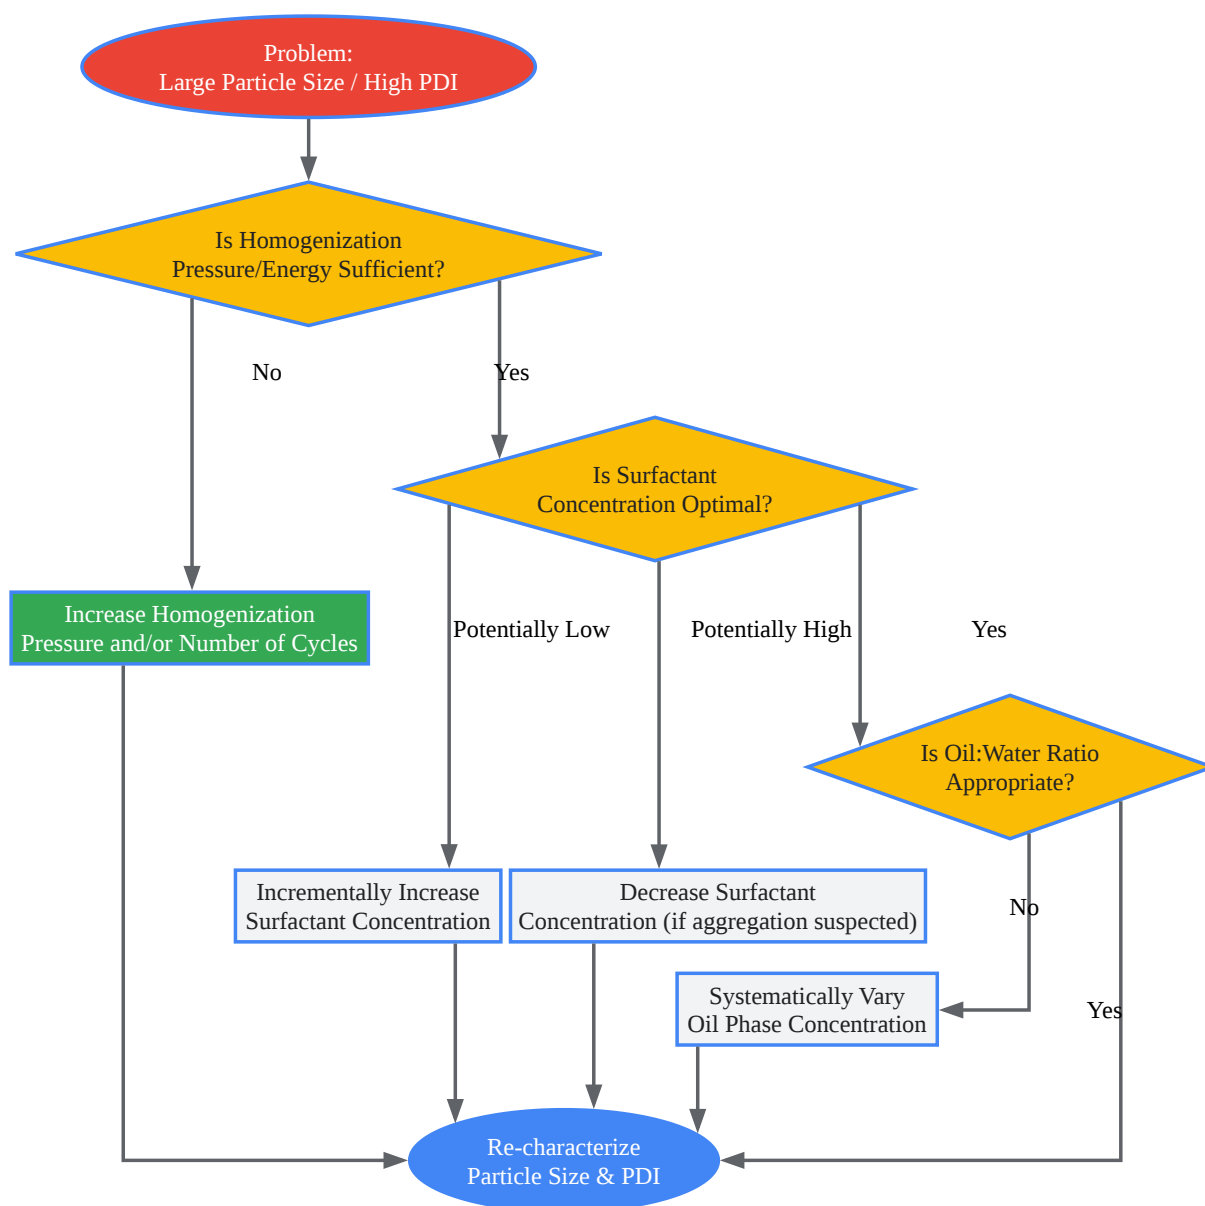 Problem:
Large Particle Size / High PDI
Is Homogenization
Pressure/Energy Sufficient?
No
Yes
Is Surfactant
Concentration Optimal?
Increase Homogenization
Pressure and/or Number of Cycles
Potentially Low
Potentially High
Yes
Is Oil:Water Ratio
Appropriate?
Incrementally Increase
Surfactant Concentration
Decrease Surfactant
Concentration (if aggregation suspected)
No
Systematically Vary
Oil Phase Concentration
Yes
Re-characterize
Particle Size & PDI